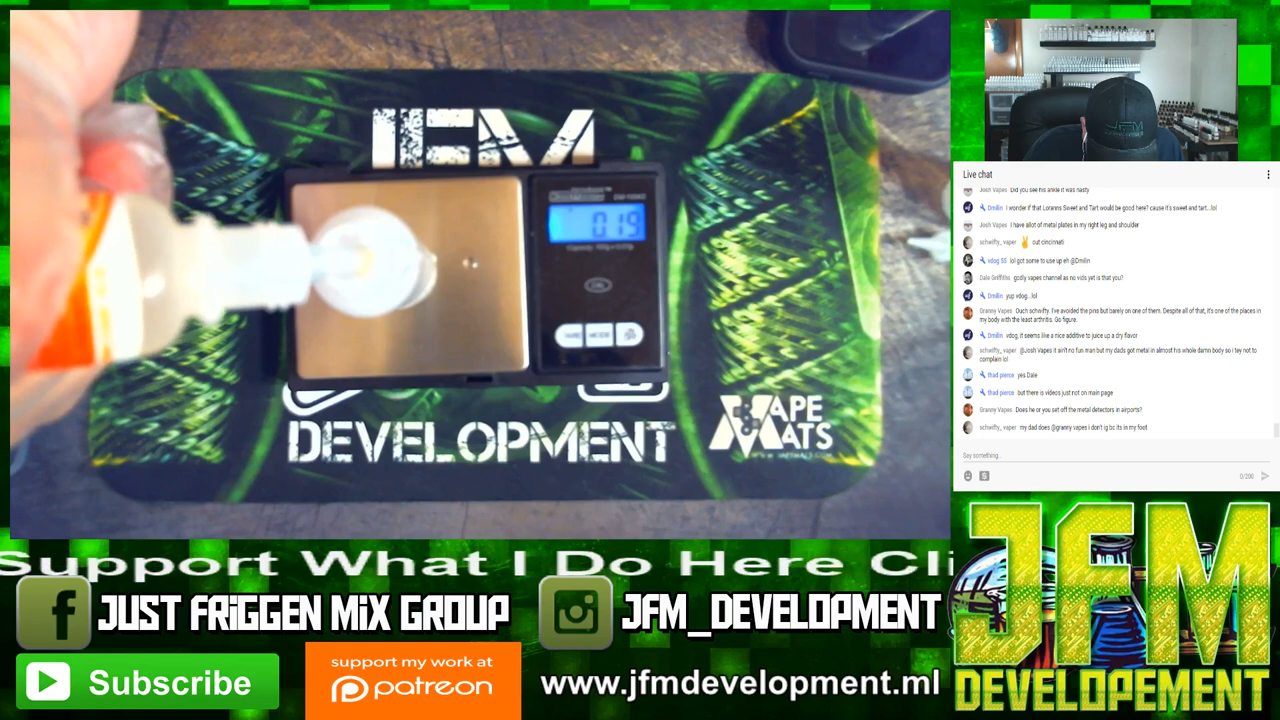 JFM
0.19
DEVELOPMENT
VAPE
MATS
Live chat
Josh Vapes Did you see his ankle it was nasty
Dmilin I wonder if that Loranns Sweet and Tart would be good here? cause it's sweet and tart...lol
Josh Vapes I have allot of metal plates in my right leg and shoulder
schwifty_ vaper ✌ out cincinnati
vdog 55 lol got some to use up eh @Dmilin
Dale Griffiths godly vapes channel as no vids yet is that you?
Dmilin yup vdog...lol
Granny Vapes Ouch schwifty. I've avoided the pins but barely on one of them. Despite all of that, it's one of the places in
my body with the least arthritis. Go figure.
Dmilin vdog, it seems like a nice additive to juice up a dry flavor
schwifty_ vaper @Josh Vapes it ain't no fun man but my dads got metal in almost his whole damn body so i tey not to
complain lol
thad pierce yes Dale
thad pierce but there is videos just not on main page
Granny Vapes Does he or you set off the metal detectors in airports?
schwifty_ vaper my dad does @granny vapes i don't ig bc its in my foot
Say something...
0/200
Support What I Do Here Cli
JUST FRiGGEN MiX GROUP
JFM_DEVELOPMENT
Subscribe
support my work at
patreon
www.jfmdevelopment.ml
JFM
DEVELOPEMENT